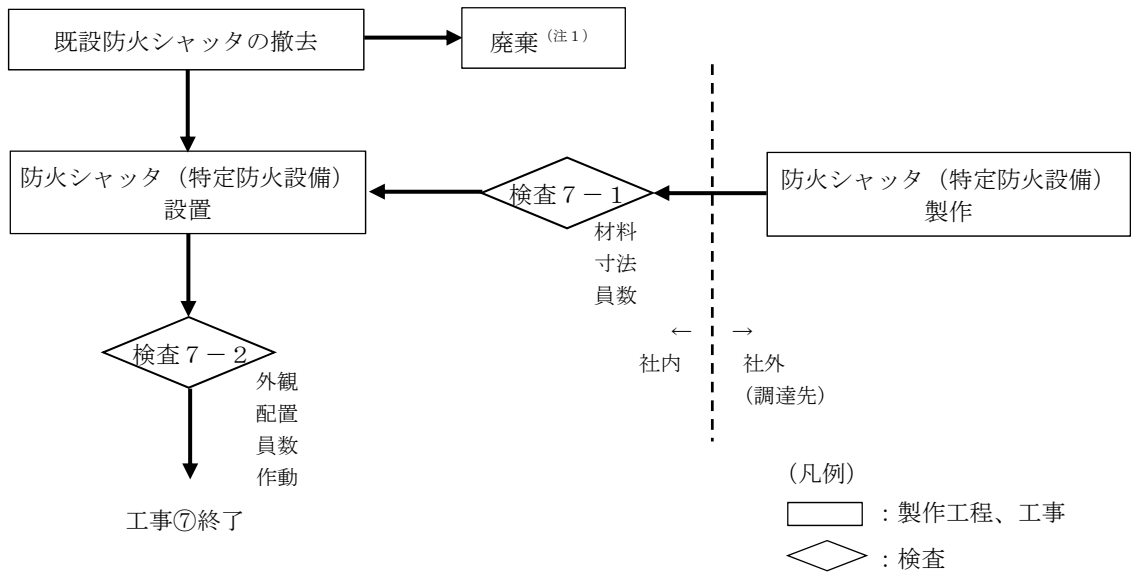 既設防火シャッタの撤去
廃棄（注１）
防火シャッタ（特定防火設備）
設置
検査７－１
材料
寸法
員数
防火シャッタ（特定防火設備）
製作
←
社内
→
社外
（調達先）
検査７－２
外観
配置
員数
作動
工事⑦終了
（凡例）
：製作工程、工事
：検査